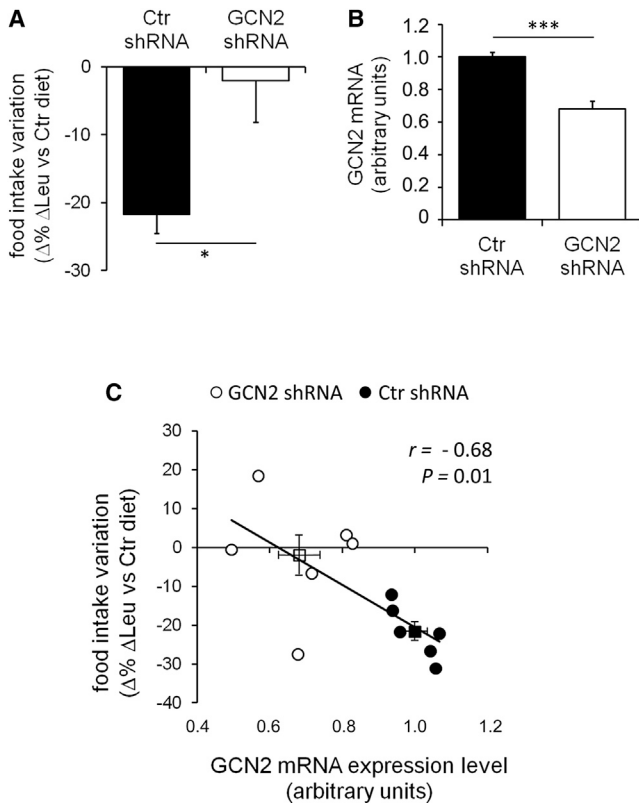 A
Ctr
shRNA
GCN2
shRNA
0
-10
-20
-30
food intake variation
(Δ% ΔLeu vs Ctr diet)
*
B
***
1.2
1.0
0.8
0.6
0.4
0.2
0
GCN2 mRNA
(arbitrary units)
Ctr
shRNA
GCN2
shRNA
C
GCN2 shRNA
Ctr shRNA
r = - 0.68
P = 0.01
30
20
10
0
-10
-20
-30
-40
food intake variation
(Δ% ΔLeu vs Ctr diet)
0.4
0.6
0.8
1.0
1.2
GCN2 mRNA expression level
(arbitrary units)